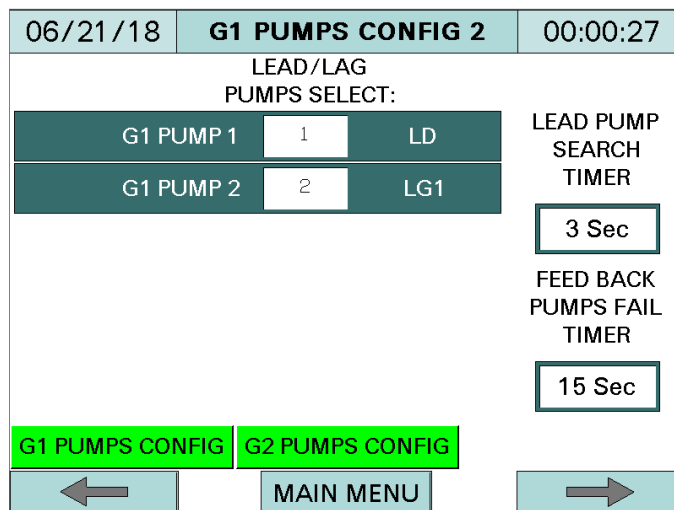 06/21/18 G1 PUMPS CONFIG 2 00:00:27
LEAD/LAG
PUMPS SELECT:
G1 PUMP 1 1 LD
G1 PUMP 2 2 LG1
LEAD PUMP
SEARCH
TIMER
3 Sec
FEED BACK
PUMPS FAIL
TIMER
15 Sec
G1 PUMPS CONFIG G2 PUMPS CONFIG
MAIN MENU